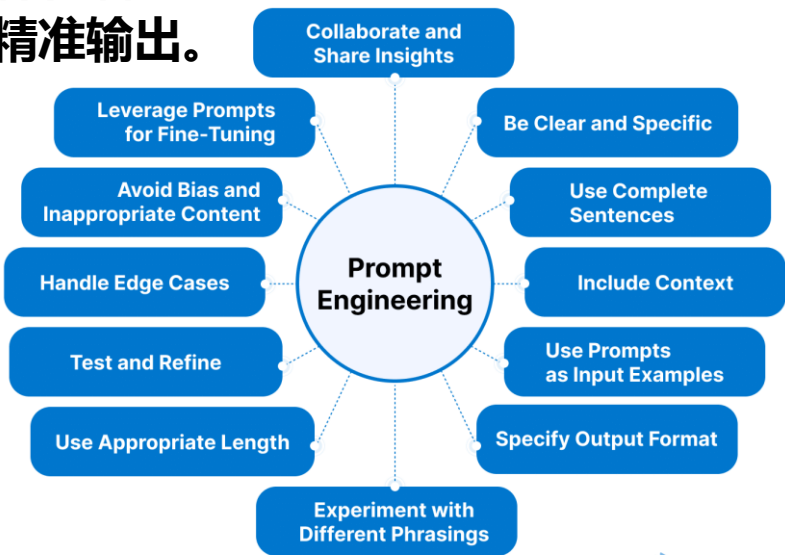 精准输出。
Collaborate and
Share Insights
Leverage Prompts
for Fine-Tuning
Be Clear and Specific
Avoid Bias and
Inappropriate Content
Use Complete
Sentences
Handle Edge Cases
Prompt
Engineering
Include Context
Test and Refine
Use Prompts
as Input Examples
Use Appropriate Length
Specify Output Format
Experiment with
Different Phrasings